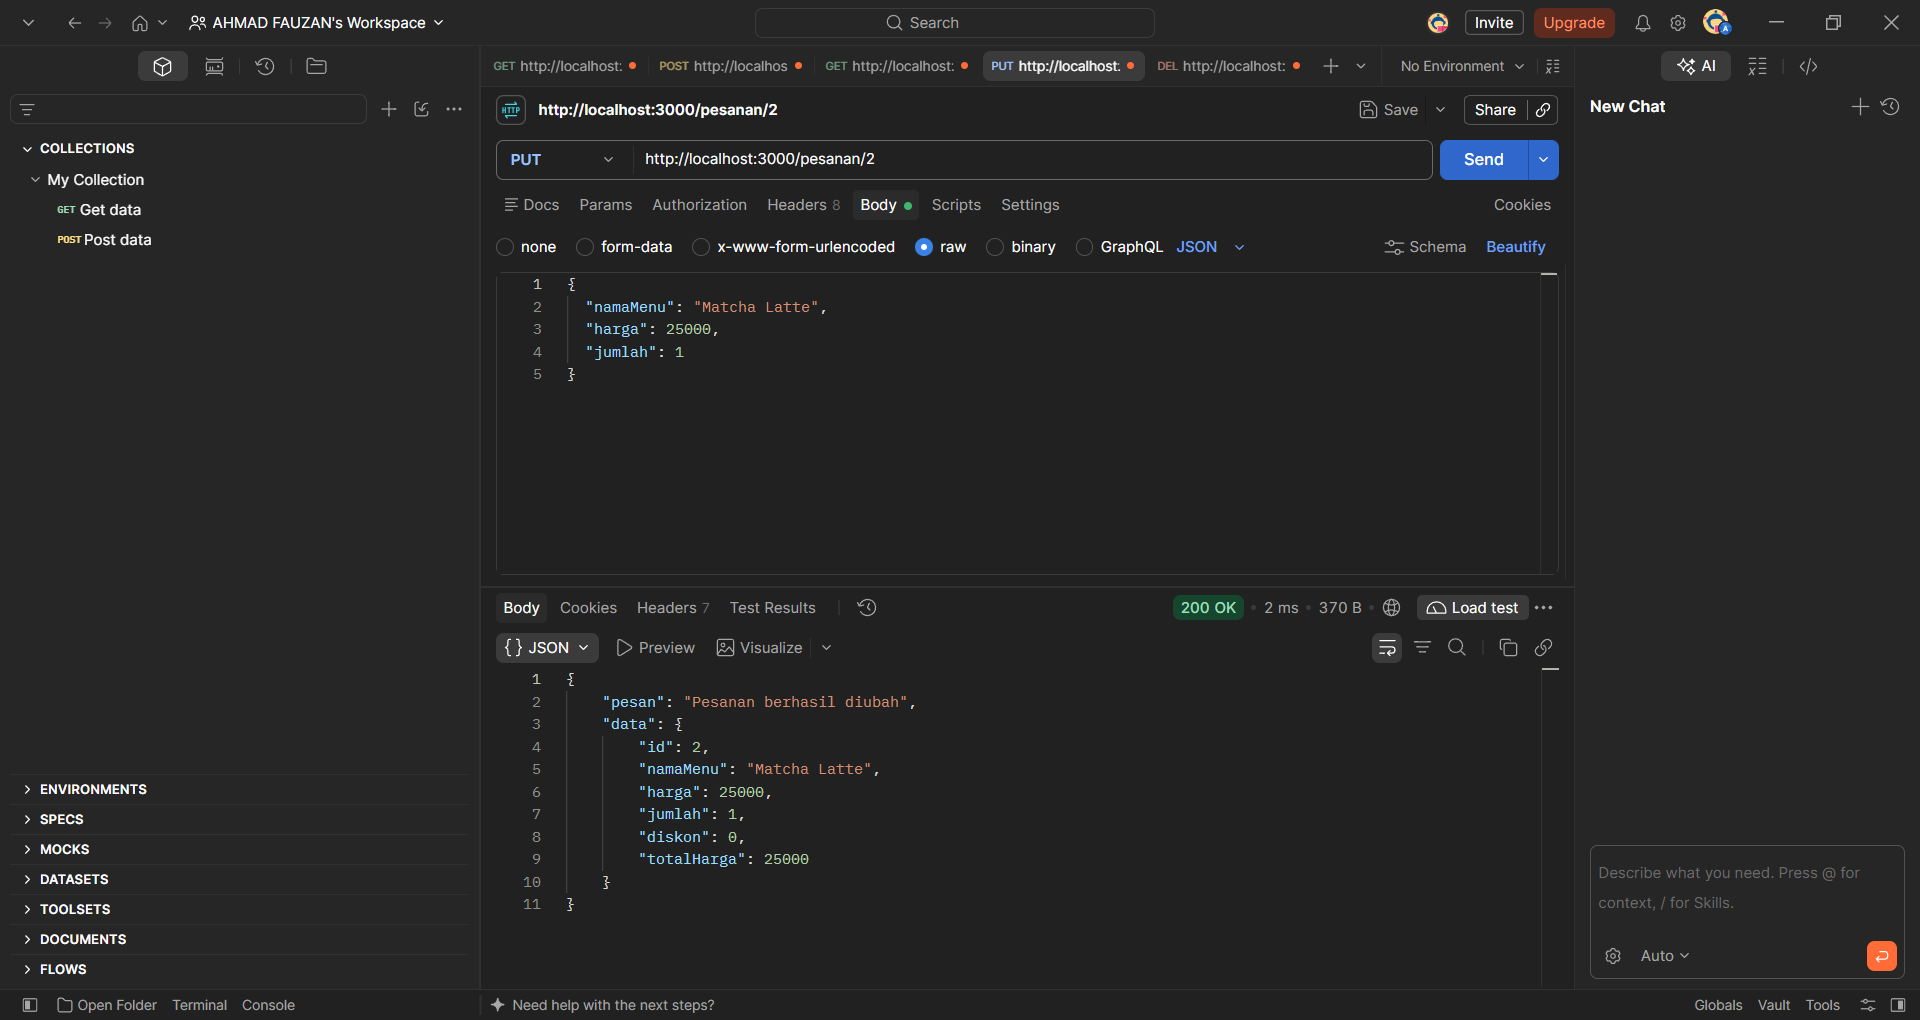 AHMAD FAUZAN's Workspace
Search
Invite
Upgrade
GET http://localhost:
POST http://localhos
GET http://localhost:
PUT http://localhost:
DEL http://localhost:
No Environment
AI
HTTP http://localhost:3000/pesanan/2
Save
Share
New Chat
COLLECTIONS
My Collection
GET Get data
POST Post data
PUT
http://localhost:3000/pesanan/2
Send
Docs
Params
Authorization
Headers 8
Body
Scripts
Settings
Cookies
none
form-data
x-www-form-urlencoded
raw
binary
GraphQL
JSON
Schema
Beautify
1 {
2 "namaMenu": "Matcha Latte",
3 "harga": 25000,
4 "jumlah": 1
5 }
Body
Cookies
Headers 7
Test Results
200 OK
2 ms
370 B
Load test
{} JSON
Preview
Visualize
1 {
2 "pesan": "Pesanan berhasil diubah",
3 "data": {
4 "id": 2,
5 "namaMenu": "Matcha Latte",
6 "harga": 25000,
7 "jumlah": 1,
8 "diskon": 0,
9 "totalHarga": 25000
10 }
11 }
ENVIRONMENTS
SPECS
MOCKS
DATASETS
TOOLSETS
DOCUMENTS
FLOWS
Describe what you need. Press @ for
context, / for Skills.
Auto
Open Folder
Terminal
Console
Need help with the next steps?
Globals
Vault
Tools